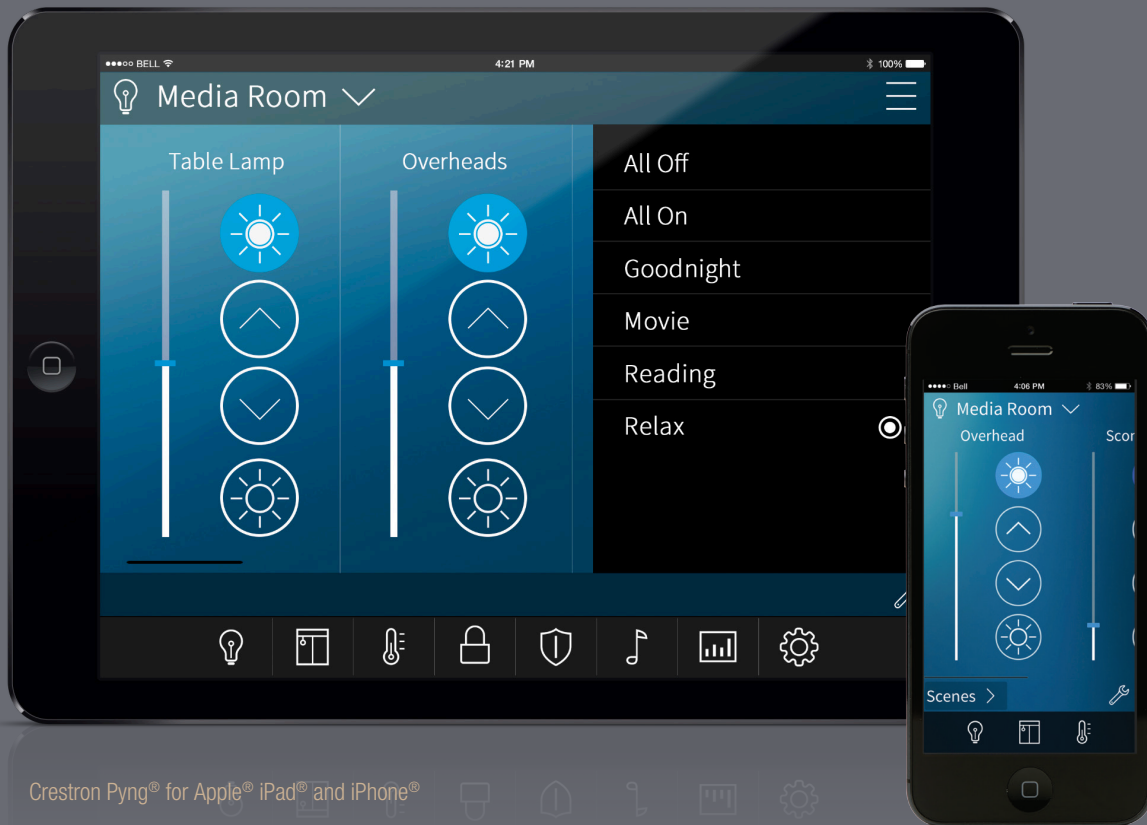 BELL 4:21 PM 100%
Media Room
Table Lamp Overheads
All Off
All On
Goodnight
Movie
Reading
Relax
Bell 4:06 PM 83%
Media Room
Overhead Scor
Scenes
Crestron Pyng® for Apple® iPad® and iPhone®